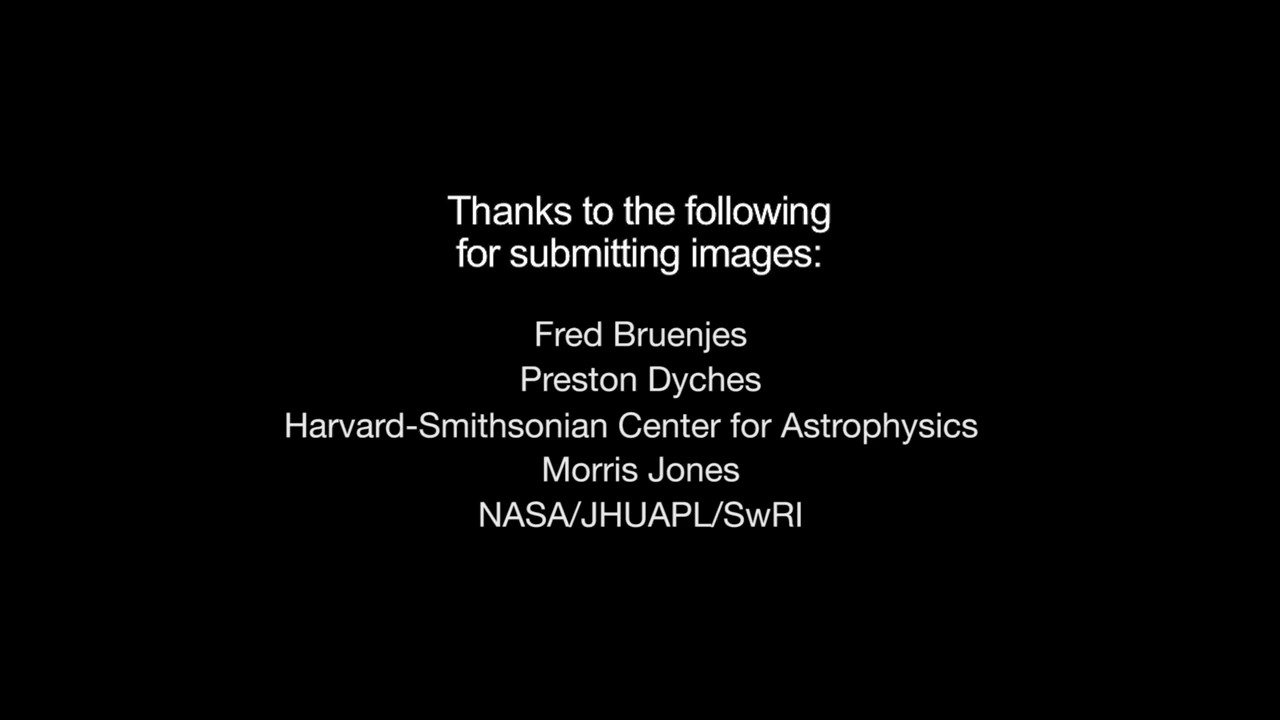 Thanks to the following
for submitting images:
Fred Bruenjes
Preston Dyches
Harvard-Smithsonian Center for Astrophysics
Morris Jones
NASA/JHUAPL/SwRI